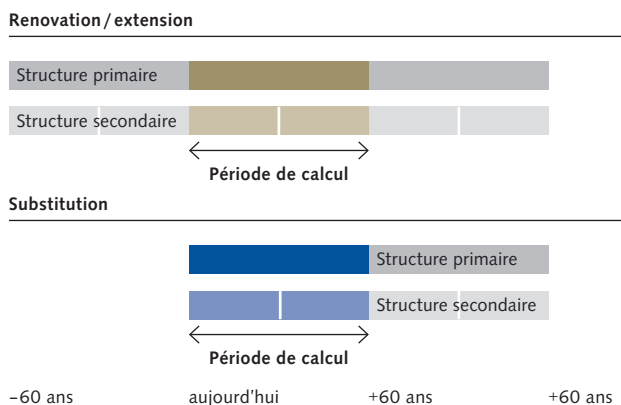 Renovation / extension
Structure primaire
Structure secondaire
Période de calcul
Substitution
Structure primaire
Structure secondaire
Période de calcul
–60 ans aujourd'hui +60 ans +60 ans